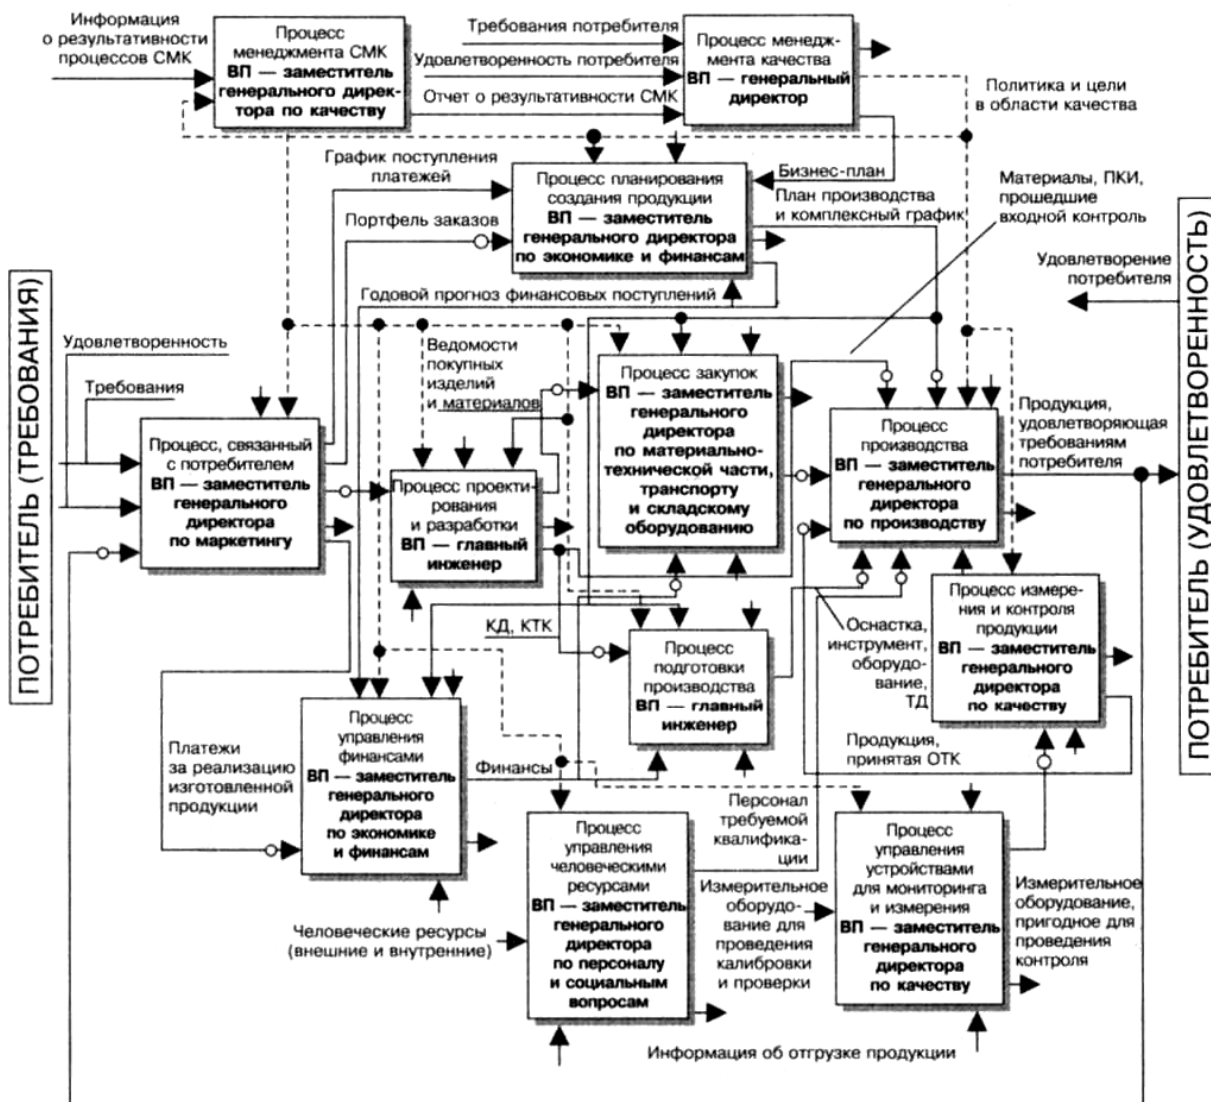 Информация
о результативности
процессов СМК
Процесс
менеджмента СМК
ВП — заместитель
генерального дирек-
тора по качеству
Требования потребителя
Удовлетворенность потребителя
Отчет о результативности СМК
Процесс менедж-
мента качества
ВП — генеральный
директор
Политика и цели
в области качества
График поступления
платежей
Портфель заказов
Процесс планирования
создания продукции
ВП — заместитель
генерального директора
по экономике и финансам
Бизнес-план
План производства
и комплексный график
Материалы, ПКИ,
прошедшие
входной контроль
Удовлетворение
потребителя
ПОТРЕБИТЕЛЬ (ТРЕБОВАНИЯ)
ПОТРЕБИТЕЛЬ (УДОВЛЕТВОРЕННОСТЬ)
Годовой прогноз финансовых поступлений
Удовлетворенность
Требования
Ведомости
покупных
изделий
и материалов
Процесс, связанный
с потребителем
ВП — заместитель
генерального
директора
по маркетингу
Процесс проекти-
рования
и разработки
ВП — главный
инженер
Процесс закупок
ВП — заместитель
генерального
директора
по материально-
технической части,
транспорту
и складскому
оборудованию
Процесс
производства
ВП — заместитель
генерального
директора
по производству
Продукция,
удовлетворяющая
требованиям
потребителя
КД, КТК
Процесс
подготовки
производства
ВП — главный
инженер
Оснастка,
инструмент,
оборудо-
вание,
ТД
Процесс измере-
ния и контроля
продукции
ВП — заместитель
генерального
директора
по качеству
Платежи
за реализацию
изготовленной
продукции
Процесс
управления
финансами
ВП — заместитель
генерального
директора
по экономике
и финансам
Финансы
Продукция,
принятая ОТК
Персонал
требуемой
квалифика-
ции
Процесс
управления
человеческими
ресурсами
ВП — заместитель
генерального
директора
по персоналу
и социальным
вопросам
Человеческие ресурсы
(внешние и внутренние)
Измерительное
оборудо-
вание для
проведения
калибровки
и проверки
Процесс
управления
устройствами
для мониторинга
и измерения
ВП — заместитель
генерального
директора
по качеству
Измерительное
оборудование,
пригодное для
проведения
контроля
Информация об отгрузке продукции